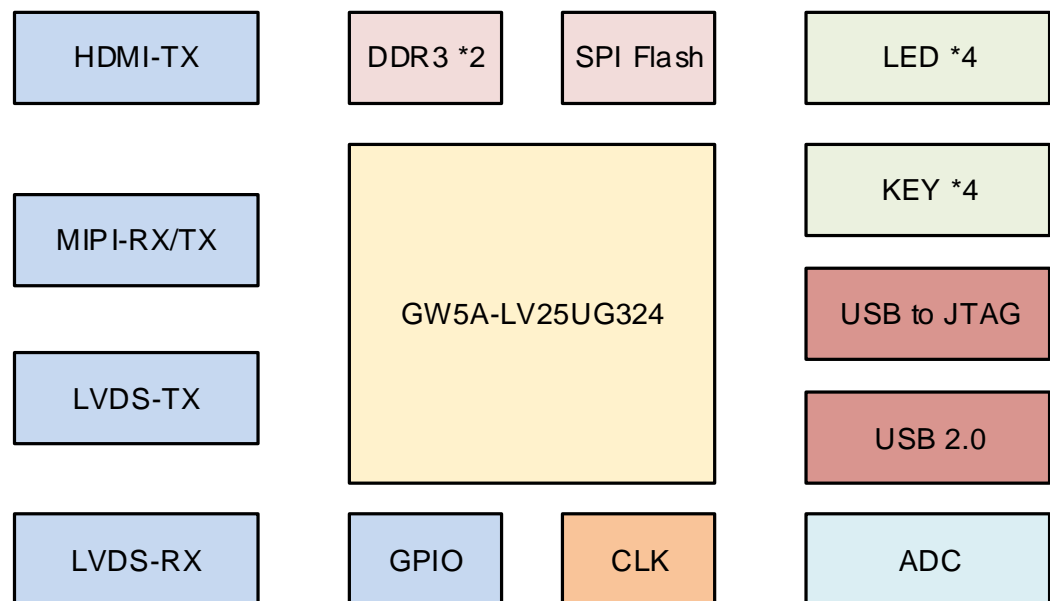 HDMI-TX
DDR3 *2
SPI Flash
LED *4
KEY *4
MIPI-RX/TX
GW5A-LV25UG324
USB to JTAG
LVDS-TX
USB 2.0
LVDS-RX
GPIO
CLK
ADC